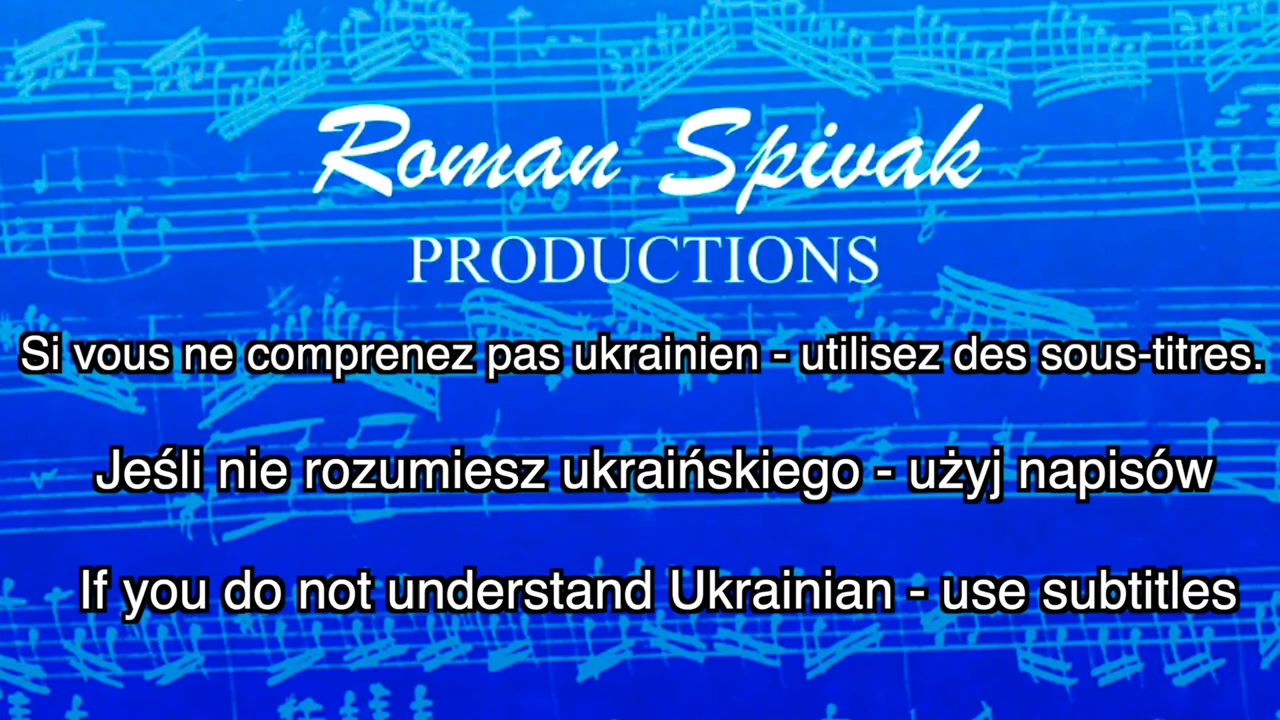 Roman Spivak
PRODUCTIONS
Si vous ne comprenez pas ukrainien - utilisez des sous-titres.
Jeśli nie rozumiesz ukraińskiego - użyj napisów
If you do not understand Ukrainian - use subtitles